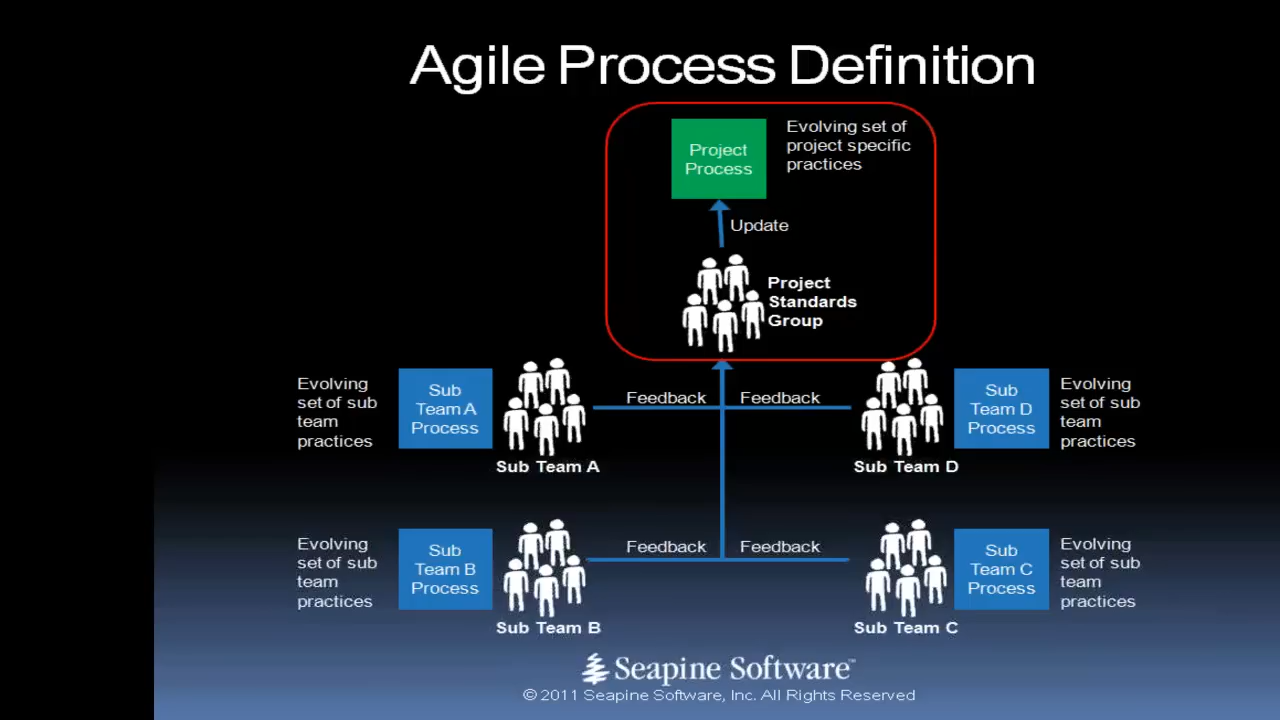 Agile Process Definition
Project
Process
Evolving set of
project specific
practices
Update
Project
Standards
Group
Evolving
set of sub
team
practices
Sub
Team A
Process
Sub Team A
Feedback
Feedback
Sub Team D
Sub
Team D
Process
Evolving
set of sub
team
practices
Evolving
set of sub
team
practices
Sub
Team B
Process
Sub Team B
Feedback
Feedback
Sub Team C
Sub
Team C
Process
Evolving
set of sub
team
practices
Seapine Software™
© 2011 Seapine Software, Inc. All Rights Reserved